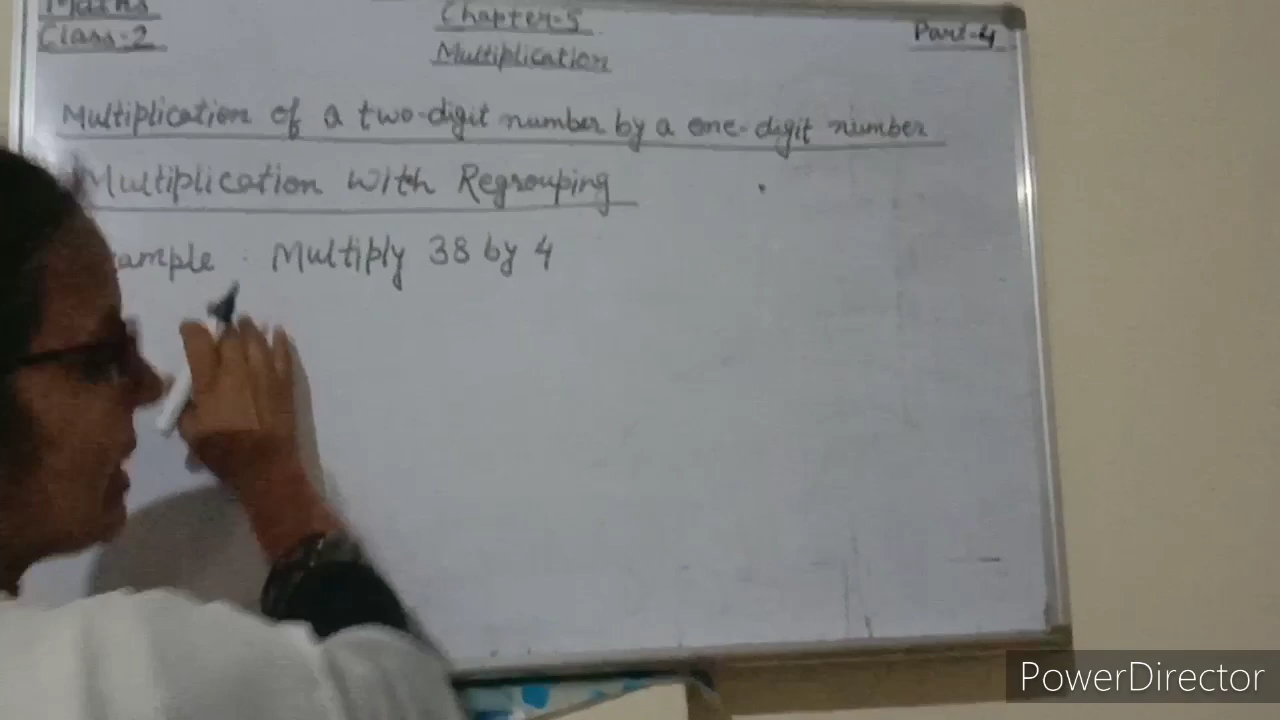 Maths
Chapter-5
Part-4
Class-2
Multiplication
Multiplication of a two-digit number by a one-digit number
Multiplication with Regrouping
ample : Multiply 38 by 4
PowerDirector